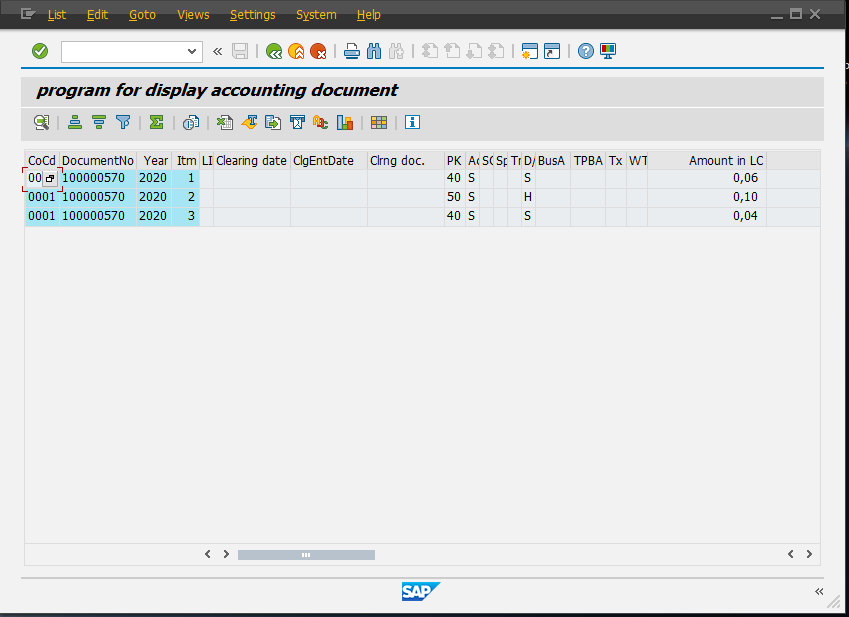 List Edit Goto Views Settings System Help
program for display accounting document
CoCd DocumentNo Year Itm LI Clearing date ClgEntDate Clrng doc. PK Ac SG Sp Tr D/ BusA TPBA Tx WT Amount in LC
00 100000570 2020 1 40 S S 0,06
0001 100000570 2020 2 50 S H 0,10
0001 100000570 2020 3 40 S S 0,04
SAP